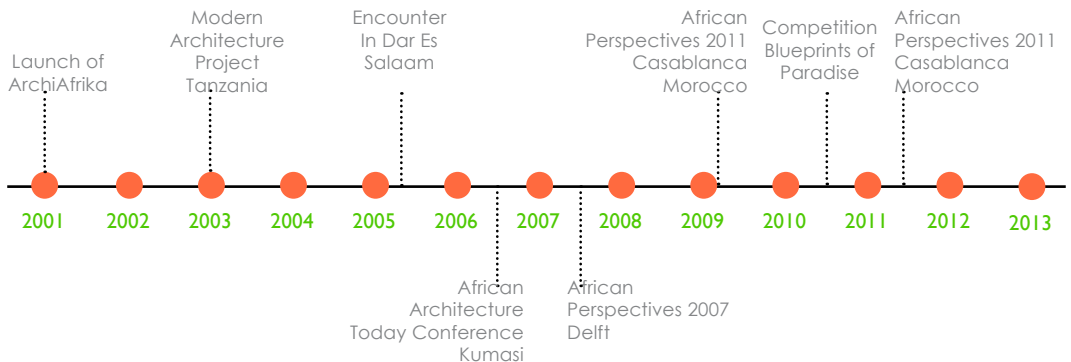 Launch of
ArchiAfrika
Modern
Architecture
Project
Tanzania
Encounter
In Dar Es
Salaam
African
Perspectives 2011
Casablanca
Morocco
Competition
Blueprints of
Paradise
African
Perspectives 2011
Casablanca
Morocco
2001
2002
2003
2004
2005
2006
2007
2008
2009
2010
2011
2012
2013
African
Architecture
Today Conference
Kumasi
African
Perspectives 2007
Delft